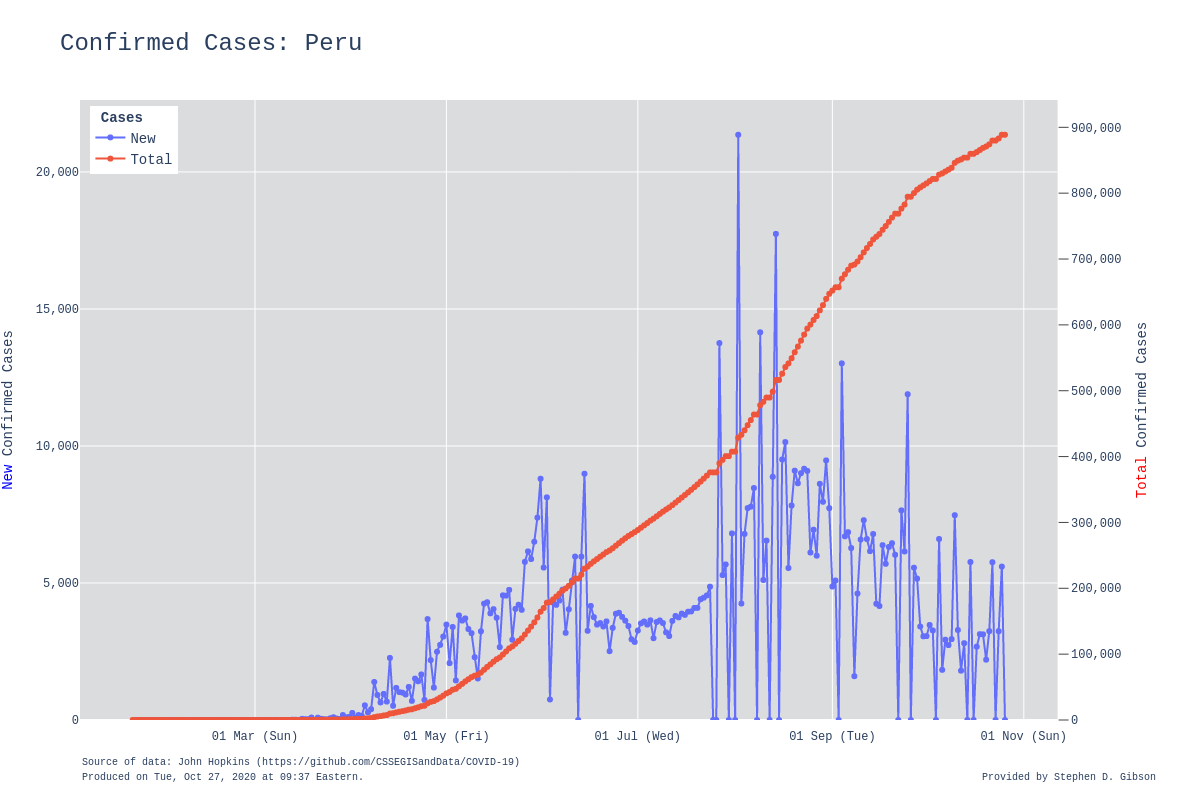 Confirmed Cases: Peru
Cases
New
Total
20,000
15,000
10,000
5,000
0
New Confirmed Cases
900,000
800,000
700,000
600,000
500,000
400,000
300,000
200,000
100,000
0
Total Confirmed Cases
01 Mar (Sun)
01 May (Fri)
01 Jul (Wed)
01 Sep (Tue)
01 Nov (Sun)
Source of data: John Hopkins (https://github.com/CSSEGISandData/COVID-19)
Produced on Tue, Oct 27, 2020 at 09:37 Eastern.
Provided by Stephen D. Gibson